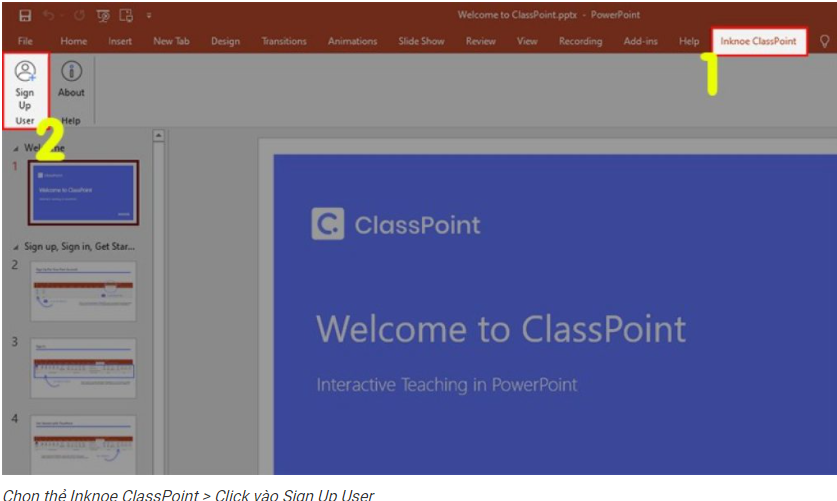 Welcome to ClassPoint.pptx - PowerPoint
File Home Insert New Tab Design Transitions Animations Slide Show Review View Recording Add-ins Help Inknoe ClassPoint
1
Sign Up
About
User
Help
2
Welcome
1
ClassPoint
Welcome to ClassPoint
Sign up, Sign in, Get Star...
2
3
4
ClassPoint
Welcome to ClassPoint
Interactive Teaching in PowerPoint
Chọn thẻ Inknoe ClassPoint > Click vào Sign Up User